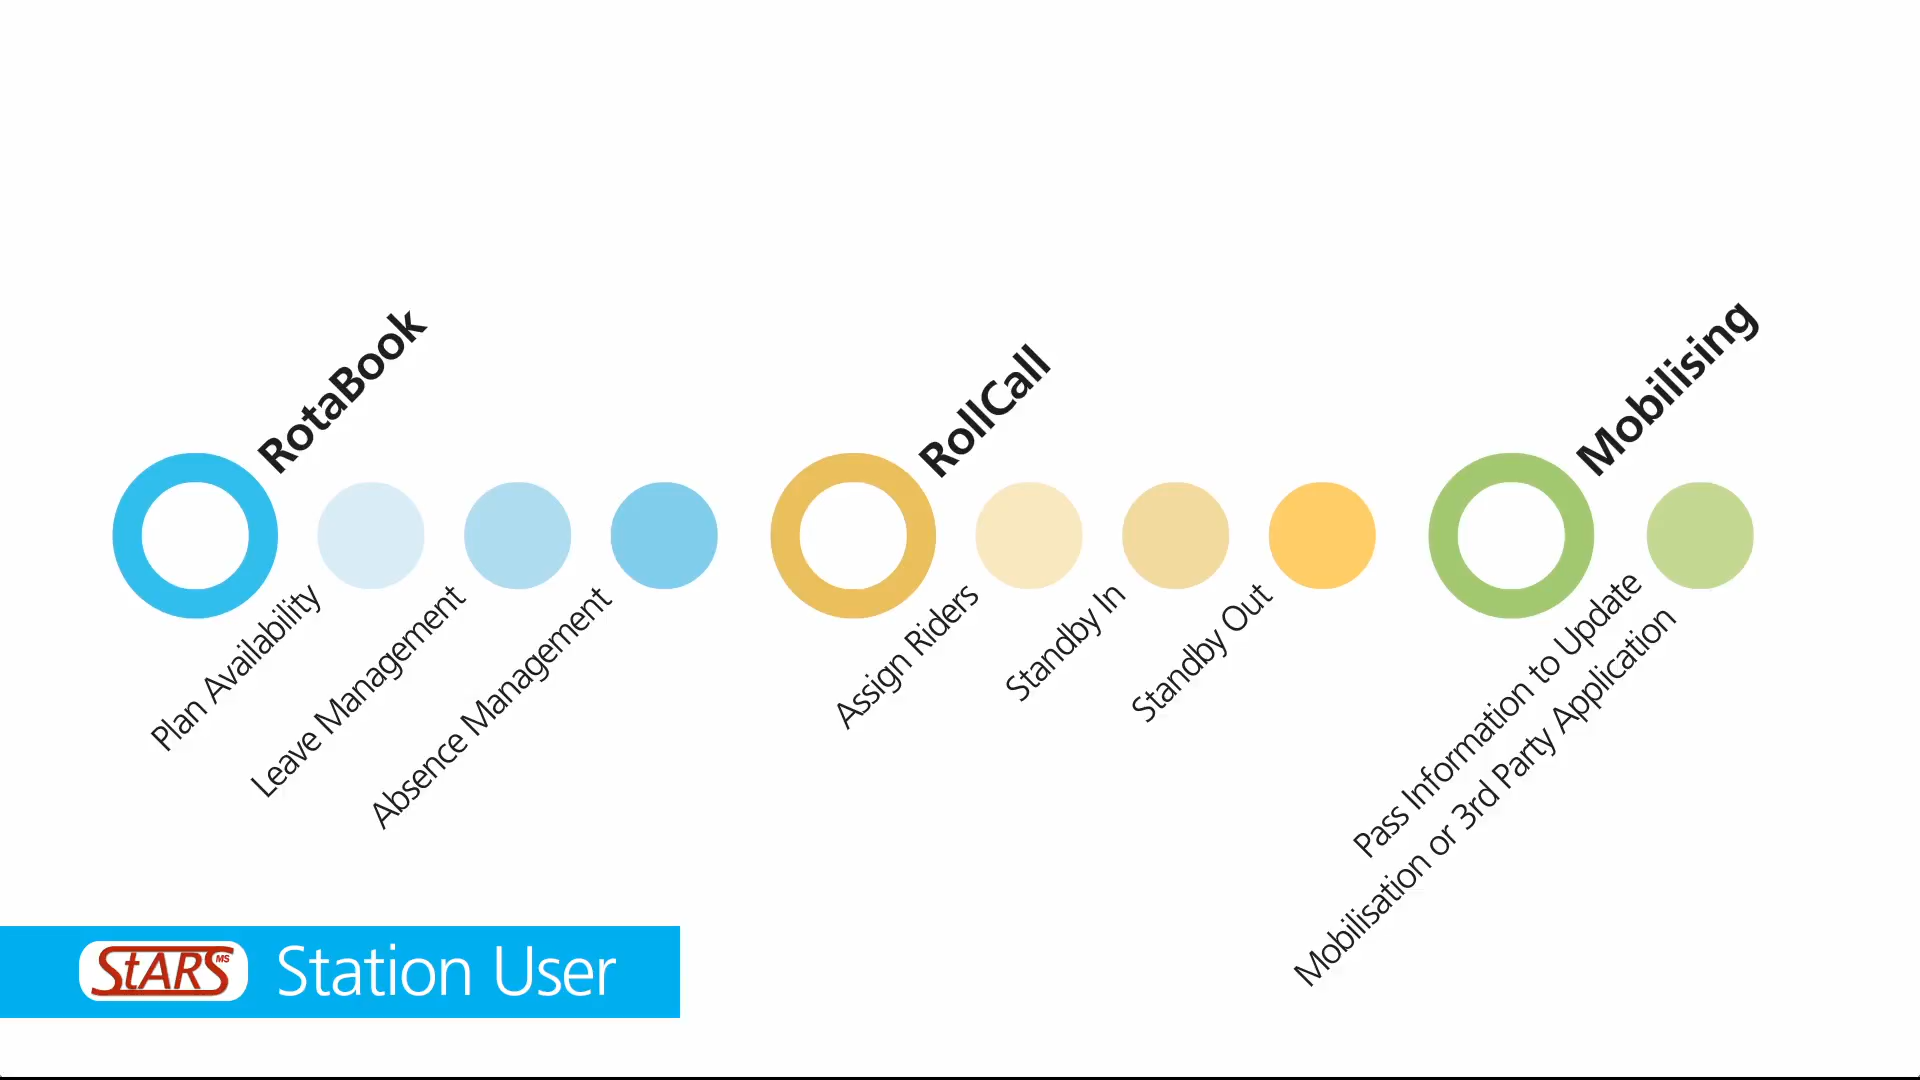 RotaBook
Plan Availability
Leave Management
Absence Management
RollCall
Assign Riders
Standby In
Standby Out
Mobilising
Pass Information to Update
Mobilisation or 3rd Party Application
StARS MS
Station User